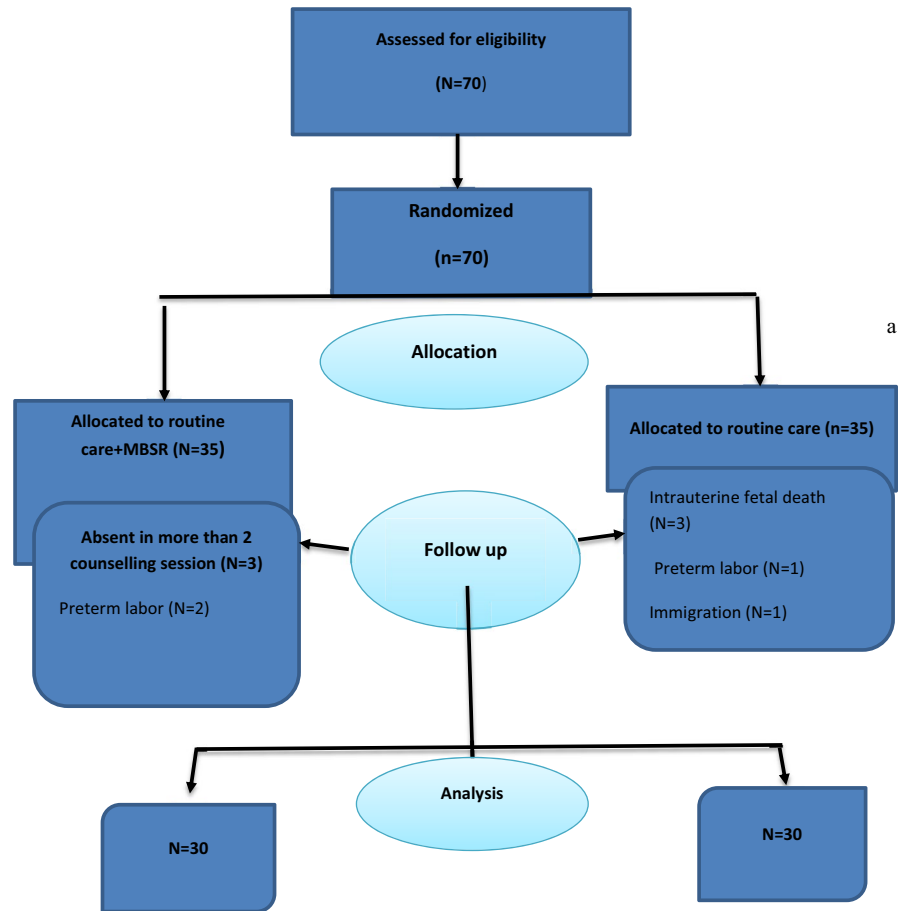 Assessed for eligibility
(N=70)
Randomized
(n=70)
Allocation
a
Allocated to routine
care+MBSR (N=35)
Allocated to routine care (n=35)
Absent in more than 2
counselling session (N=3)
Preterm labor (N=2)
Follow up
Intrauterine fetal death
(N=3)
Preterm labor (N=1)
Immigration (N=1)
Analysis
N=30
N=30